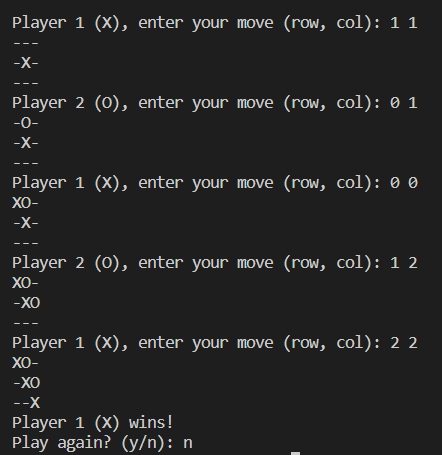 Player 1 (X), enter your move (row, col): 1 1
---
-X-
---
Player 2 (O), enter your move (row, col): 0 1
-O-
-X-
---
Player 1 (X), enter your move (row, col): 0 0
XO-
-X-
---
Player 2 (O), enter your move (row, col): 1 2
XO-
-XO
---
Player 1 (X), enter your move (row, col): 2 2
XO-
-XO
--X
Player 1 (X) wins!
Play again? (y/n): n